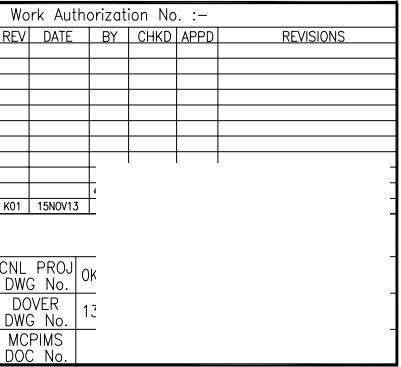 Work Authorization No. :-
REV DATE BY CHKD APPD REVISIONS
K01 15NOV13
CNL PROJ
DWG No.
DOVER
DWG No.
MCPIMS
DOC No.